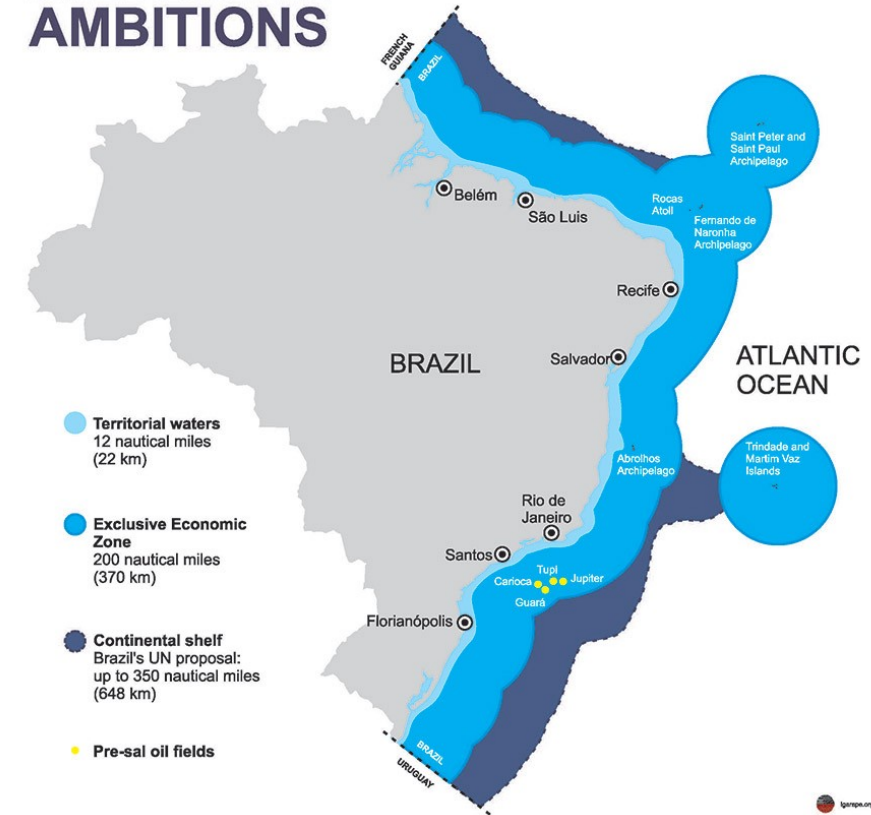 AMBITIONS
FRENCH
GUIANA
BRAZIL
Saint Peter and
Saint Paul
Archipelago
Belém
São Luis
Rocas
Atoll
Fernando de
Naronha
Archipelago
Recife
BRAZIL
Salvador
ATLANTIC
OCEAN
Territorial waters
12 nautical miles
(22 km)
Abrolhos
Archipelago
Trindade and
Martim Vaz
Islands
Exclusive Economic
Zone
200 nautical miles
(370 km)
Rio de
Janeiro
Santos
Tupi
Carioca
Jupiter
Guará
Florianópolis
Continental shelf
Brazil's UN proposal:
up to 350 nautical miles
(648 km)
Pre-sal oil fields
BRAZIL
URUGUAY
Igarape.org